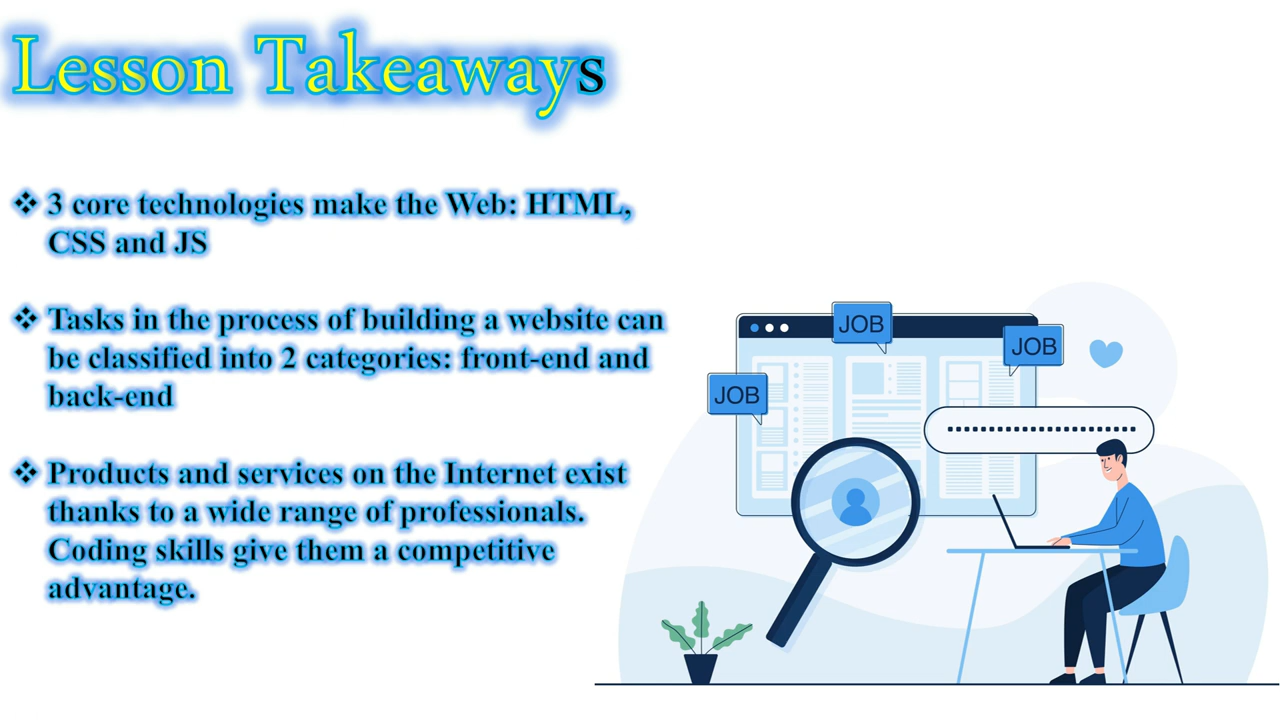 Lesson Takeaways
❖ 3 core technologies make the Web: HTML,
CSS and JS
❖ Tasks in the process of building a website can
be classified into 2 categories: front-end and
back-end
❖ Products and services on the Internet exist
thanks to a wide range of professionals.
Coding skills give them a competitive
advantage.
JOB
JOB
JOB